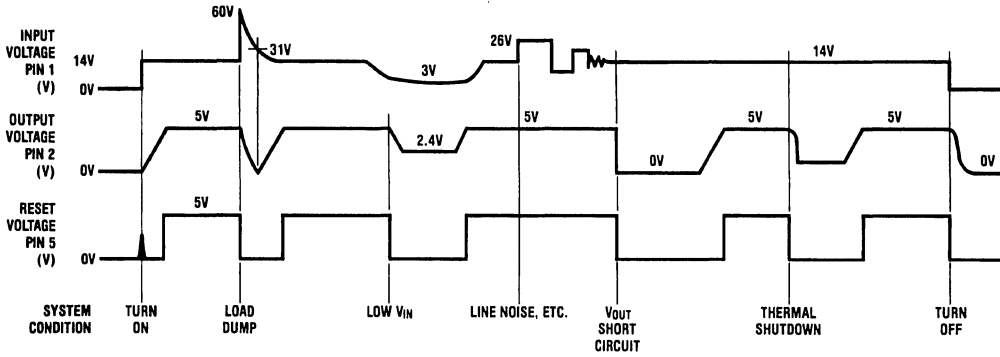 60V
INPUT
VOLTAGE
PIN 1
(V)
14V
0V
31V
3V
26V
14V
OUTPUT
VOLTAGE
PIN 2
(V)
0V
5V
2.4V
5V
0V
5V
5V
0V
RESET
VOLTAGE
PIN 5
(V)
0V
5V
SYSTEM
CONDITION
TURN
ON
LOAD
DUMP
LOW VIN
LINE NOISE, ETC.
VOUT
SHORT
CIRCUIT
THERMAL
SHUTDOWN
TURN
OFF